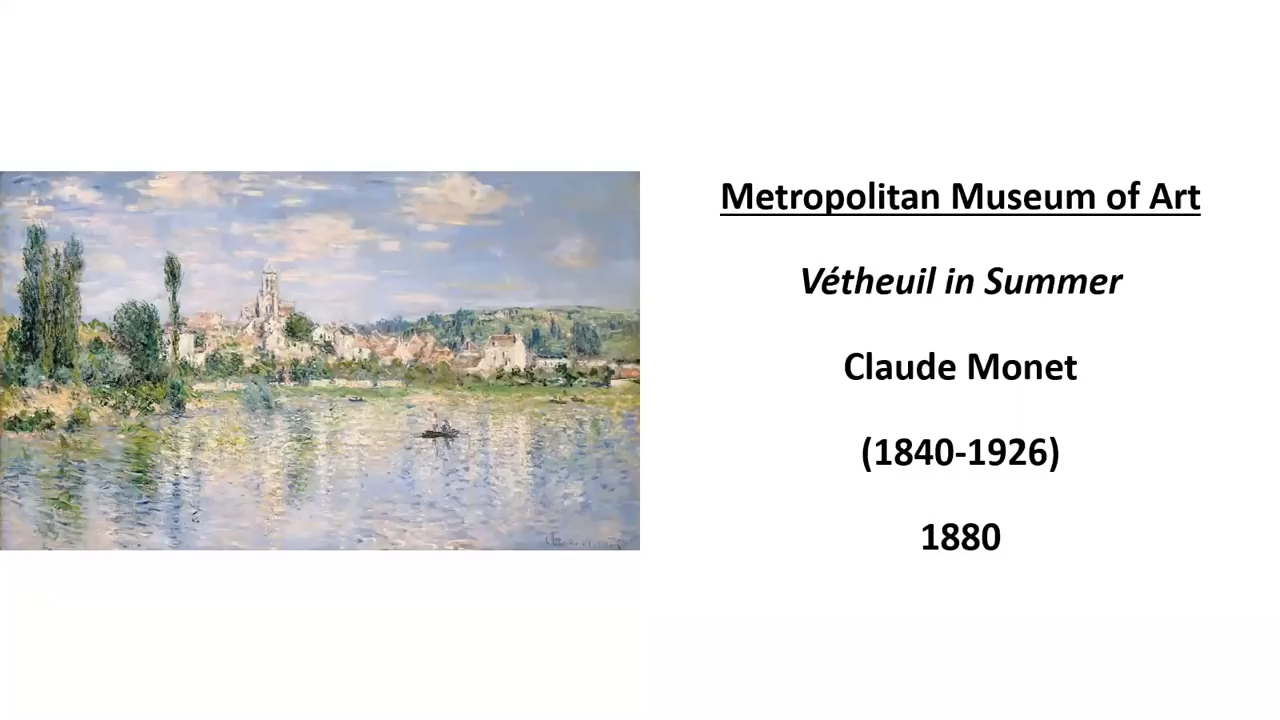 Metropolitan Museum of Art
Vétheuil in Summer
Claude Monet
(1840-1926)
1880